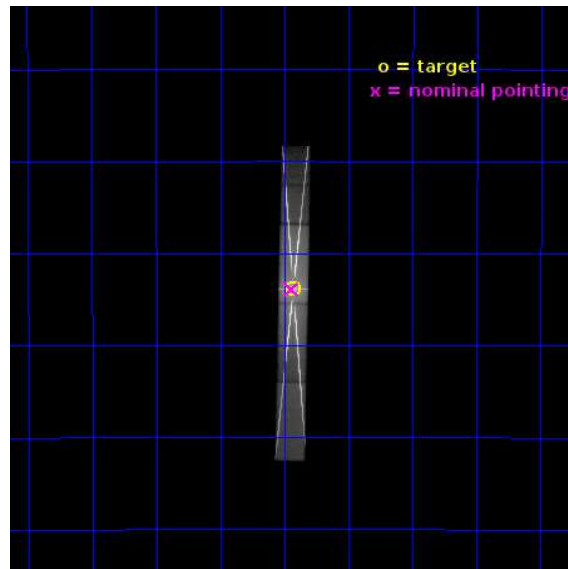 o = target
x = nominal pointing